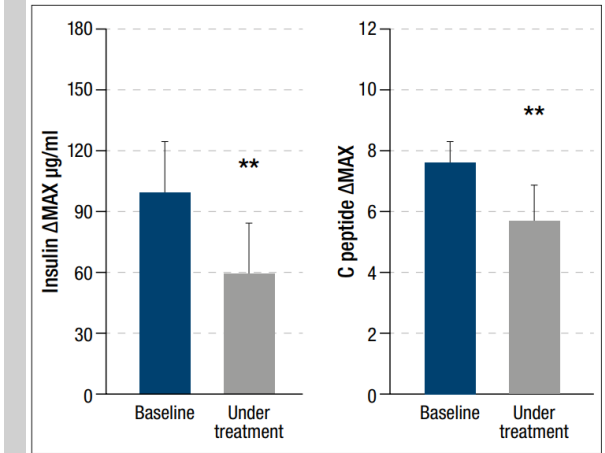 Insulin ΔMAX µg/ml
180
150
120
90
60
30
0
**
Baseline
Under
treatment
C peptide ΔMAX
12
10
8
6
4
2
0
**
Baseline
Under
treatment